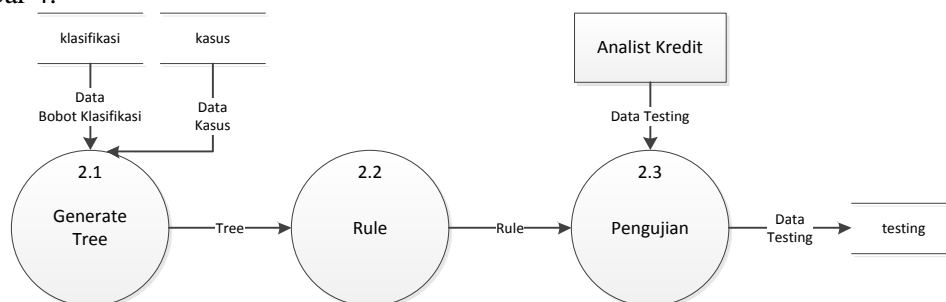 klasifikasi
kasus
Analist Kredit
Data
Bobot Klasifikasi
Data
Kasus
Data Testing
2.1
Generate
Tree
Tree
2.2
Rule
Rule
2.3
Pengujian
Data
Testing
testing